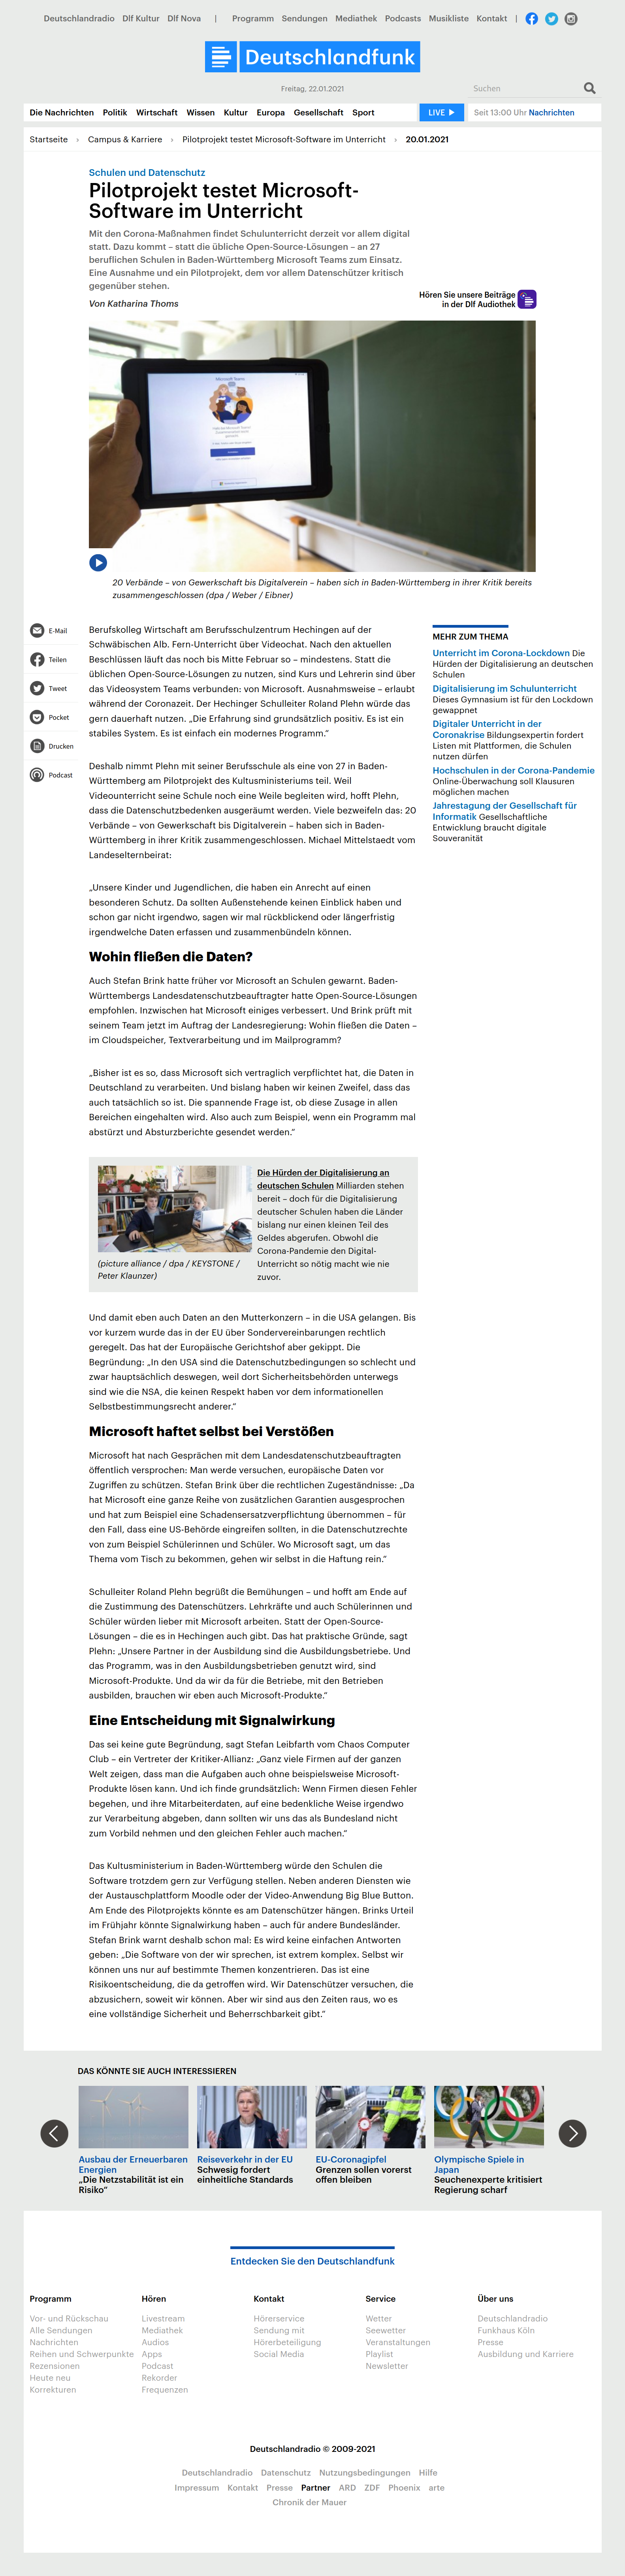 Deutschlandradio Dlf Kultur Dlf Nova | Programm Sendungen Mediathek Podcasts Musikliste Kontakt |
Deutschlandfunk
Freitag, 22.01.2021
Suchen
Die Nachrichten Politik Wirtschaft Wissen Kultur Europa Gesellschaft Sport
LIVE
Seit 13:00 Uhr Nachrichten
Startseite › Campus & Karriere › Pilotprojekt testet Microsoft-Software im Unterricht › 20.01.2021
Schulen und Datenschutz
Pilotprojekt testet Microsoft-
Software im Unterricht
Mit den Corona-Maßnahmen findet Schulunterricht derzeit vor allem digital
statt. Dazu kommt – statt die übliche Open-Source-Lösungen – an 27
beruflichen Schulen in Baden-Württemberg Microsoft Teams zum Einsatz.
Eine Ausnahme und ein Pilotprojekt, dem vor allem Datenschützer kritisch
gegenüber stehen.
Von Katharina Thoms
Hören Sie unsere Beiträge
in der Dlf Audiothek
20 Verbände – von Gewerkschaft bis Digitalverein – haben sich in Baden-Württemberg in ihrer Kritik bereits
zusammengeschlossen (dpa / Weber / Eibner)
E-Mail
Teilen
Tweet
Pocket
Drucken
Podcast
Berufskolleg Wirtschaft am Berufsschulzentrum Hechingen auf der
Schwäbischen Alb. Fern-Unterricht über Videochat. Nach den aktuellen
Beschlüssen läuft das noch bis Mitte Februar so – mindestens. Statt die
üblichen Open-Source-Lösungen zu nutzen, sind Kurs und Lehrerin sind über
das Videosystem Teams verbunden: von Microsoft. Ausnahmsweise – erlaubt
während der Coronazeit. Der Hechinger Schulleiter Roland Plehn würde das
gern dauerhaft nutzen. „Die Erfahrung sind grundsätzlich positiv. Es ist ein
stabiles System. Es ist einfach ein modernes Programm.“
Deshalb nimmt Plehn mit seiner Berufsschule als eine von 27 in Baden-
Württemberg am Pilotprojekt des Kultusministeriums teil. Weil
Videounterricht seine Schule noch eine Weile begleiten wird, hofft Plehn,
dass die Datenschutzbedenken ausgeräumt werden. Viele bezweifeln das: 20
Verbände – von Gewerkschaft bis Digitalverein – haben sich in Baden-
Württemberg in ihrer Kritik zusammengeschlossen. Michael Mittelstaedt vom
Landeselternbeirat:
„Unsere Kinder und Jugendlichen, die haben ein Anrecht auf einen
besonderen Schutz. Da sollten Außenstehende keinen Einblick haben und
schon gar nicht irgendwo, sagen wir mal rückblickend oder längerfristig
irgendwelche Daten erfassen und zusammenbündeln können.
Wohin fließen die Daten?
Auch Stefan Brink hatte früher vor Microsoft an Schulen gewarnt. Baden-
Württembergs Landesdatenschutzbeauftragter hatte Open-Source-Lösungen
empfohlen. Inzwischen hat Microsoft einiges verbessert. Und Brink prüft mit
seinem Team jetzt im Auftrag der Landesregierung: Wohin fließen die Daten –
im Cloudspeicher, Textverarbeitung und im Mailprogramm?
„Bisher ist es so, dass Microsoft sich vertraglich verpflichtet hat, die Daten in
Deutschland zu verarbeiten. Und bislang haben wir keinen Zweifel, dass das
auch tatsächlich so ist. Die spannende Frage ist, ob diese Zusage in allen
Bereichen eingehalten wird. Also auch zum Beispiel, wenn ein Programm mal
abstürzt und Absturzberichte gesendet werden.“
(picture alliance / dpa / KEYSTONE /
Peter Klaunzer)
Die Hürden der Digitalisierung an
deutschen Schulen Milliarden stehen
bereit – doch für die Digitalisierung
deutscher Schulen haben die Länder
bislang nur einen kleinen Teil des
Geldes abgerufen. Obwohl die
Corona-Pandemie den Digital-
Unterricht so nötig macht wie nie
zuvor.
Und damit eben auch Daten an den Mutterkonzern – in die USA gelangen. Bis
vor kurzem wurde das in der EU über Sondervereinbarungen rechtlich
geregelt. Das hat der Europäische Gerichtshof aber gekippt. Die
Begründung: „In den USA sind die Datenschutzbedingungen so schlecht und
zwar hauptsächlich deswegen, weil dort Sicherheitsbehörden unterwegs
sind wie die NSA, die keinen Respekt haben vor dem informationellen
Selbstbestimmungsrecht anderer.“
Microsoft haftet selbst bei Verstößen
Microsoft hat nach Gesprächen mit dem Landesdatenschutzbeauftragten
öffentlich versprochen: Man werde versuchen, europäische Daten vor
Zugriffen zu schützen. Stefan Brink über die rechtlichen Zugeständnisse: „Da
hat Microsoft eine ganze Reihe von zusätzlichen Garantien ausgesprochen
und hat zum Beispiel eine Schadensersatzverpflichtung übernommen – für
den Fall, dass eine US-Behörde eingreifen sollten, in die Datenschutzrechte
von zum Beispiel Schülerinnen und Schüler. Wo Microsoft sagt, um das
Thema vom Tisch zu bekommen, gehen wir selbst in die Haftung rein.“
Schulleiter Roland Plehn begrüßt die Bemühungen – und hofft am Ende auf
die Zustimmung des Datenschützers. Lehrkräfte und auch Schülerinnen und
Schüler würden lieber mit Microsoft arbeiten. Statt der Open-Source-
Lösungen – die es in Hechingen auch gibt. Das hat praktische Gründe, sagt
Plehn: „Unsere Partner in der Ausbildung sind die Ausbildungsbetriebe. Und
das Programm, was in den Ausbildungsbetrieben genutzt wird, sind
Microsoft-Produkte. Und da wir da für die Betriebe, mit den Betrieben
ausbilden, brauchen wir eben auch Microsoft-Produkte.“
Eine Entscheidung mit Signalwirkung
Das sei keine gute Begründung, sagt Stefan Leibfarth vom Chaos Computer
Club – ein Vertreter der Kritiker-Allianz: „Ganz viele Firmen auf der ganzen
Welt zeigen, dass man die Aufgaben auch ohne beispielsweise Microsoft-
Produkte lösen kann. Und ich finde grundsätzlich: Wenn Firmen diesen Fehler
begehen, und ihre Mitarbeiterdaten, auf eine bedenkliche Weise irgendwo
zur Verarbeitung abgeben, dann sollten wir uns das als Bundesland nicht
zum Vorbild nehmen und den gleichen Fehler auch machen.“
Das Kultusministerium in Baden-Württemberg würde den Schulen die
Software trotzdem gern zur Verfügung stellen. Neben anderen Diensten wie
der Austauschplattform Moodle oder der Video-Anwendung Big Blue Button.
Am Ende des Pilotprojekts könnte es am Datenschützer hängen. Brinks Urteil
im Frühjahr könnte Signalwirkung haben – auch für andere Bundesländer.
Stefan Brink warnt deshalb schon mal: Es wird keine einfachen Antworten
geben: „Die Software von der wir sprechen, ist extrem komplex. Selbst wir
können uns nur auf bestimmte Themen konzentrieren. Das ist eine
Risikoentscheidung, die da getroffen wird. Wir Datenschützer versuchen, die
abzusichern, soweit wir können. Aber wir sind aus den Zeiten raus, wo es
eine vollständige Sicherheit und Beherrschbarkeit gibt.“
MEHR ZUM THEMA
Unterricht im Corona-Lockdown Die
Hürden der Digitalisierung an deutschen
Schulen
Digitalisierung im Schulunterricht
Dieses Gymnasium ist für den Lockdown
gewappnet
Digitaler Unterricht in der
Coronakrise Bildungsexpertin fordert
Listen mit Plattformen, die Schulen
nutzen dürfen
Hochschulen in der Corona-Pandemie
Online-Überwachung soll Klausuren
möglichen machen
Jahrestagung der Gesellschaft für
Informatik Gesellschaftliche
Entwicklung braucht digitale
Souveranität
DAS KÖNNTE SIE AUCH INTERESSIEREN
Ausbau der Erneuerbaren
Energien
„Die Netzstabilität ist ein
Risiko“
Reiseverkehr in der EU
Schwesig fordert
einheitliche Standards
EU-Coronagipfel
Grenzen sollen vorerst
offen bleiben
Olympische Spiele in
Japan
Seuchenexperte kritisiert
Regierung scharf
Entdecken Sie den Deutschlandfunk
Programm
Vor- und Rückschau
Alle Sendungen
Nachrichten
Reihen und Schwerpunkte
Rezensionen
Heute neu
Korrekturen
Hören
Livestream
Mediathek
Audios
Apps
Podcast
Rekorder
Frequenzen
Kontakt
Hörerservice
Sendung mit
Hörerbeteiligung
Social Media
Service
Wetter
Seewetter
Veranstaltungen
Playlist
Newsletter
Über uns
Deutschlandradio
Funkhaus Köln
Presse
Ausbildung und Karriere
Deutschlandradio © 2009-2021
Deutschlandradio Datenschutz Nutzungsbedingungen Hilfe
Impressum Kontakt Presse Partner ARD ZDF Phoenix arte
Chronik der Mauer